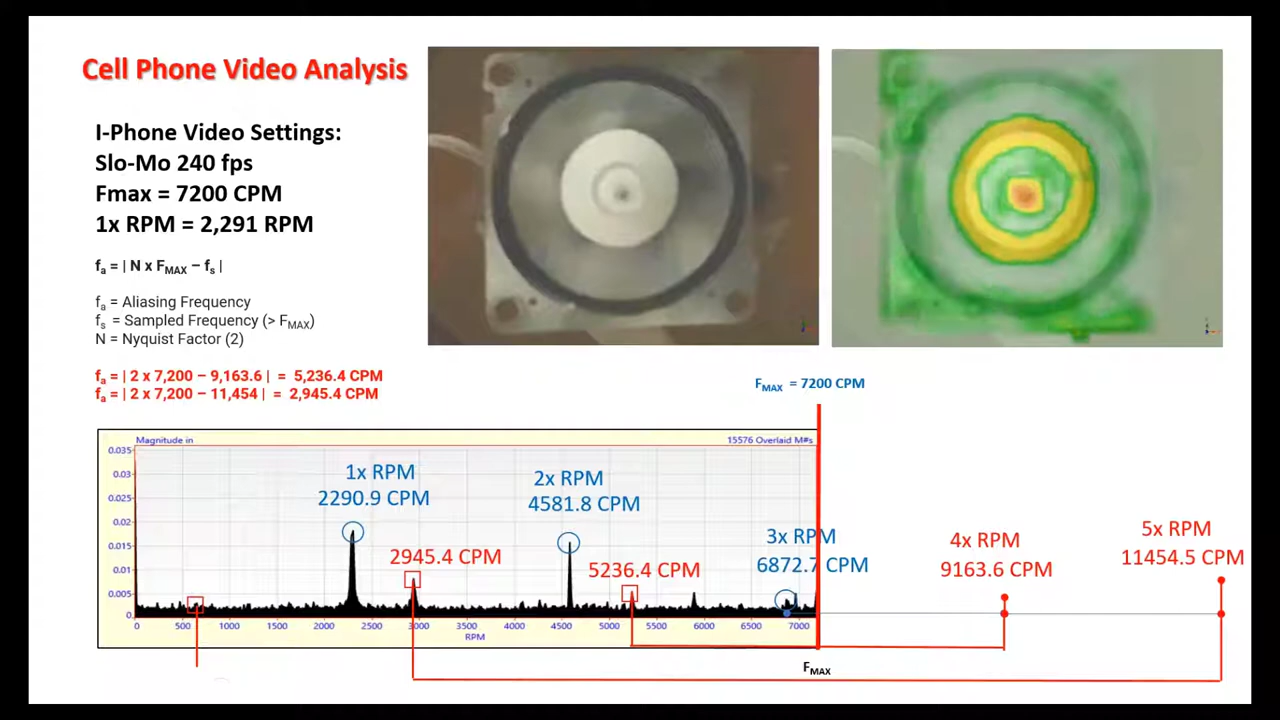 Cell Phone Video Analysis
I-Phone Video Settings:
Slo-Mo 240 fps
Fmax = 7200 CPM
1x RPM = 2,291 RPM
fa = | N x FMAX – fs |
fa = Aliasing Frequency
fs = Sampled Frequency (> FMAX)
N = Nyquist Factor (2)
fa = | 2 x 7,200 – 9,163.6 | = 5,236.4 CPM
fa = | 2 x 7,200 – 11,454 | = 2,945.4 CPM
FMAX = 7200 CPM
Magnitude in
15576 Overlaid M#s
0.035
0.03
0.025
0.02
0.015
0.01
0.005
0
1x RPM
2290.9 CPM
2945.4 CPM
2x RPM
4581.8 CPM
5236.4 CPM
3x RPM
6872.7 CPM
4x RPM
9163.6 CPM
5x RPM
11454.5 CPM
0 500 1000 1500 2000 2500 3000 3500 4000 4500 5000 5500 6000 6500 7000
RPM
FMAX